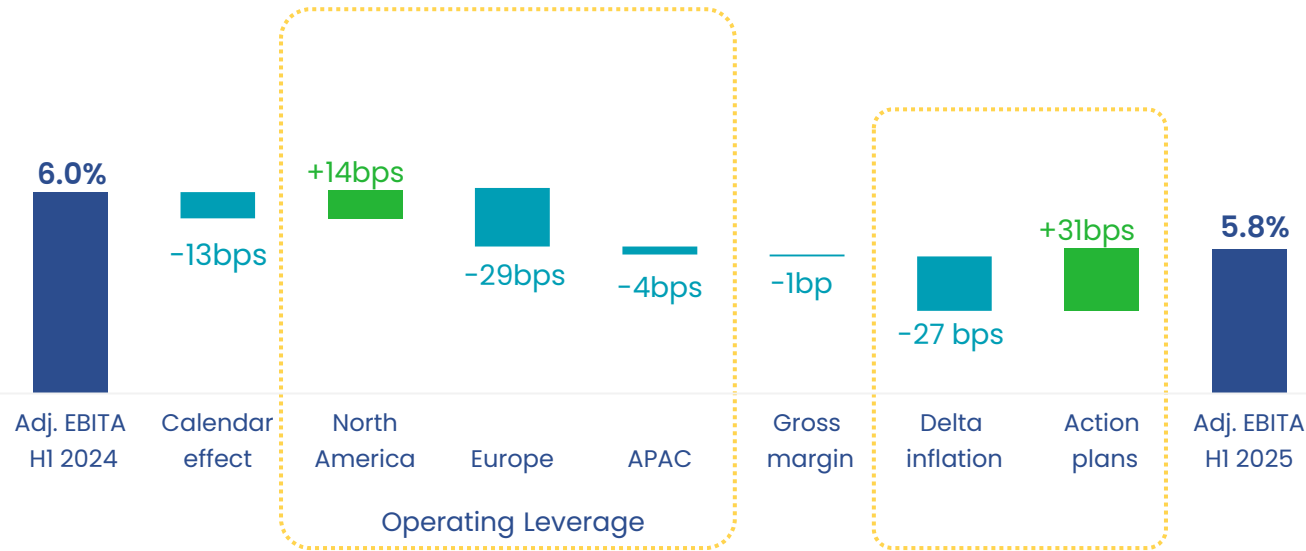 6.0%
-13bps
+14bps
-29bps
-4bps
-1bp
-27 bps
+31bps
5.8%
Adj. EBITA
H1 2024
Calendar
effect
North
America
Europe
APAC
Gross
margin
Delta
inflation
Action
plans
Adj. EBITA
H1 2025
Operating Leverage